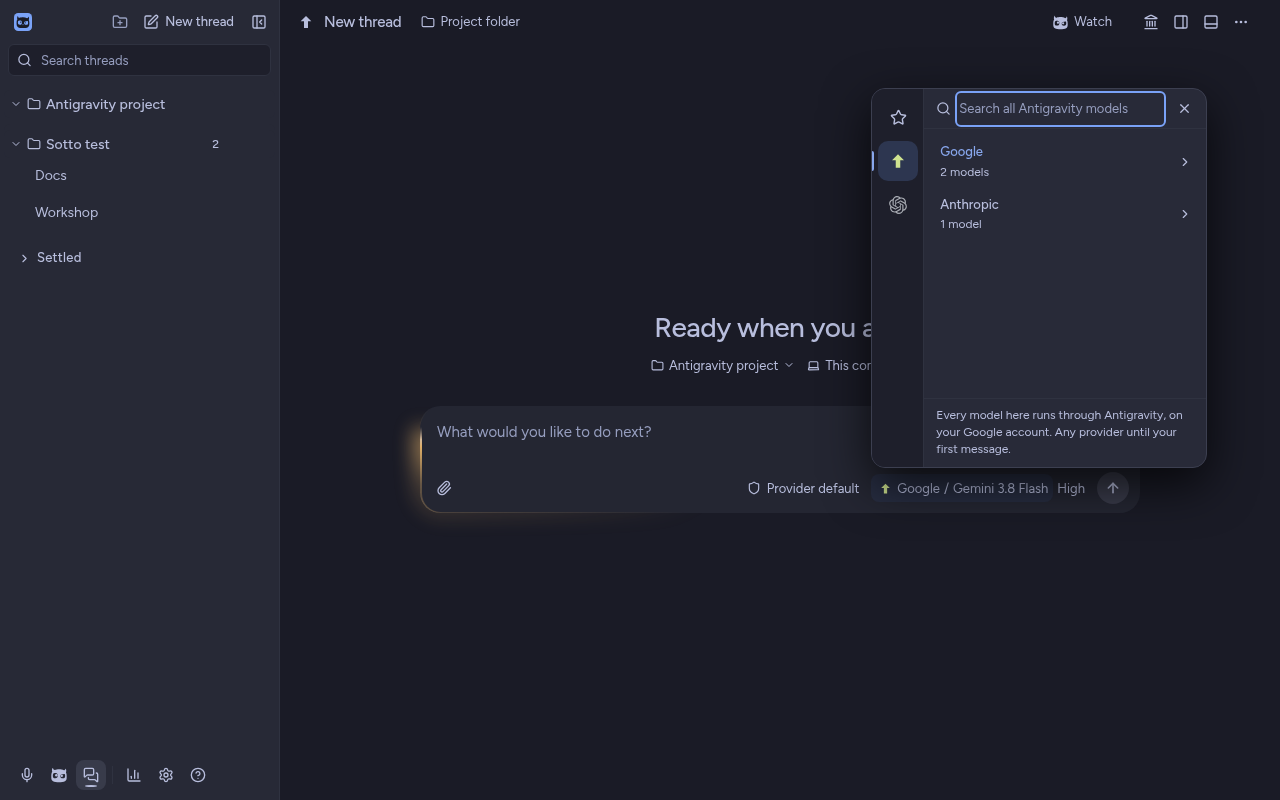 New thread
Search threads
Antigravity project
Sotto test
2
Docs
Workshop
Settled
New thread
Project folder
Watch
Search all Antigravity models
Google
2 models
Anthropic
1 model
Every model here runs through Antigravity, on
your Google account. Any provider until your
first message.
Ready when you a
Antigravity project
This con
What would you like to do next?
Provider default
Google / Gemini 3.8 Flash
High